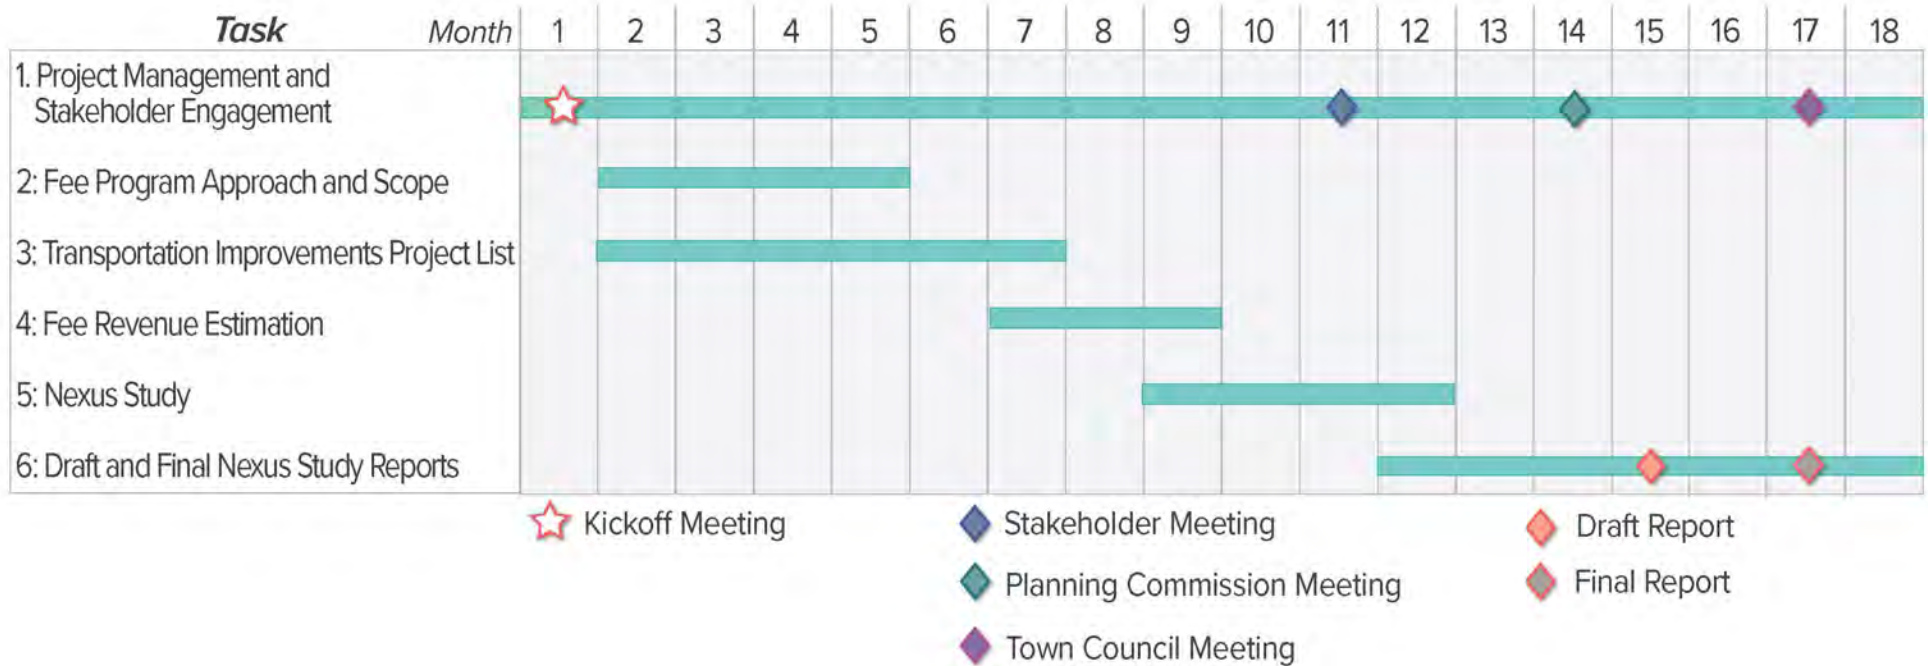 Task Month 1 2 3 4 5 6 7 8 9 10 11 12 13 14 15 16 17 18
1. Project Management and
Stakeholder Engagement
2: Fee Program Approach and Scope
3: Transportation Improvements Project List
4: Fee Revenue Estimation
5: Nexus Study
6: Draft and Final Nexus Study Reports
Kickoff Meeting Stakeholder Meeting Draft Report
Planning Commission Meeting Final Report
Town Council Meeting